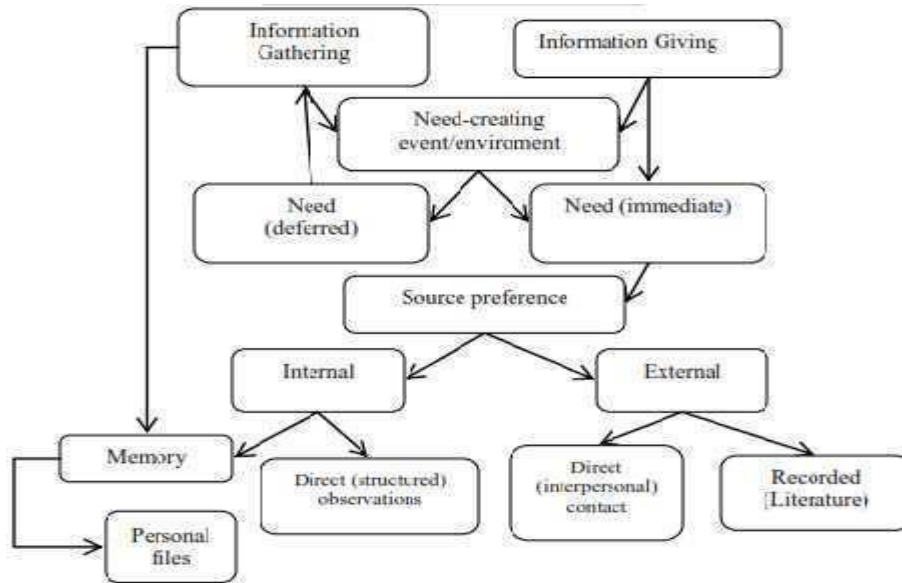 Information
Gathering
Information Giving
Need-creating
event/enviroment
Need
(deferred)
Need (immediate)
Source preference
Internal
External
Memory
Direct (structured)
observations
Direct
(interpersonal)
contact
Recorded
(Literature)
Personal
files